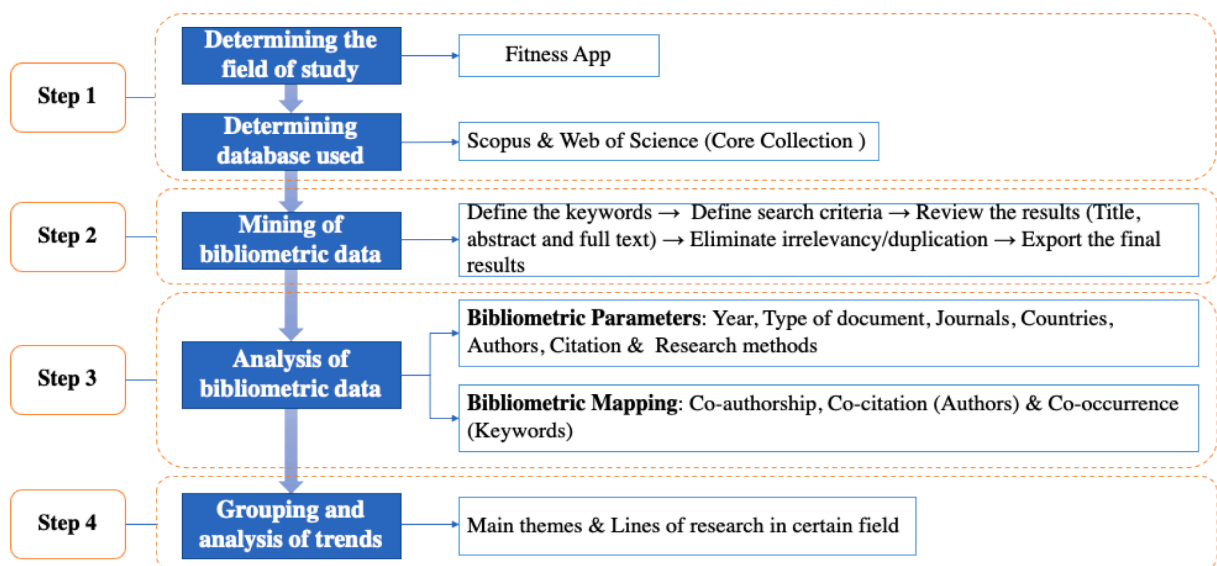 Step 1
Determining the
field of study
Fitness App
Determining
database used
Scopus & Web of Science (Core Collection )
Step 2
Mining of
bibliometric data
Define the keywords → Define search criteria → Review the results (Title,
abstract and full text) → Eliminate irrelevancy/duplication → Export the final
results
Step 3
Analysis of
bibliometric data
Bibliometric Parameters: Year, Type of document, Journals, Countries,
Authors, Citation & Research methods
Bibliometric Mapping: Co-authorship, Co-citation (Authors) & Co-occurrence
(Keywords)
Step 4
Grouping and
analysis of trends
Main themes & Lines of research in certain field